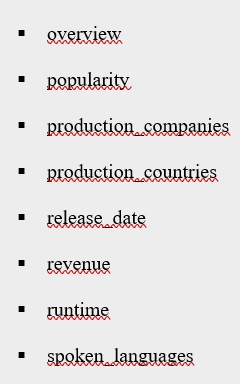 ▪ overview
▪ popularity
▪ production_companies
▪ production_countries
▪ release_date
▪ revenue
▪ runtime
▪ spoken_languages